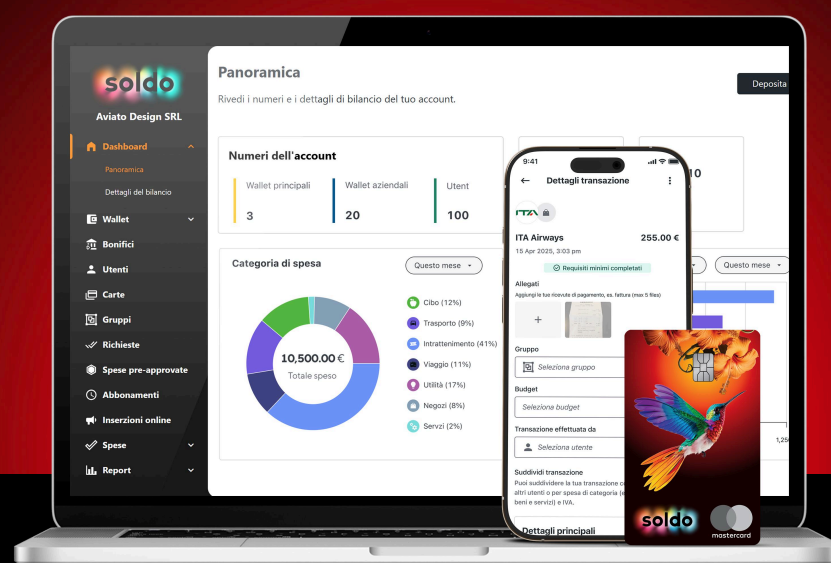 soldo
Aviato Design SRL
Dashboard
Panoramica
Dettagli del bilancio
Wallet
Bonifici
Utenti
Carte
Gruppi
Richieste
Spese pre-approvate
Abbonamenti
Inserzioni online
Spese
Report
Panoramica
Rivedi i numeri e i dettagli di bilancio del tuo account.
Deposita
Numeri dell'account
Wallet principali
3
Wallet aziendali
20
Utent
100
10
Categoria di spesa
Questo mese
10,500.00 €
Totale speso
Cibo (12%)
Trasporto (9%)
Intrattenimento (41%)
Viaggio (11%)
Utilità (17%)
Negozi (8%)
Servzi (2%)
Questo mese
1,25
9:41
Dettagli transazione
ITA
ITA Airways
255.00 €
15 Apr 2025, 3:03 pm
Requisiti minimi completati
Allegati
Aggiungi le tue ricevute di pagamento, es. fattura (max 5 files)
Gruppo
Seleziona gruppo
Budget
Seleziona budget
Transazione effettuata da
Seleziona utente
Suddividi transazione
Puoi suddividere la tua transazione
altri utenti o per spesa di categoria
beni e servizi) e IVA.
Dettagli principali
soldo
mastercard